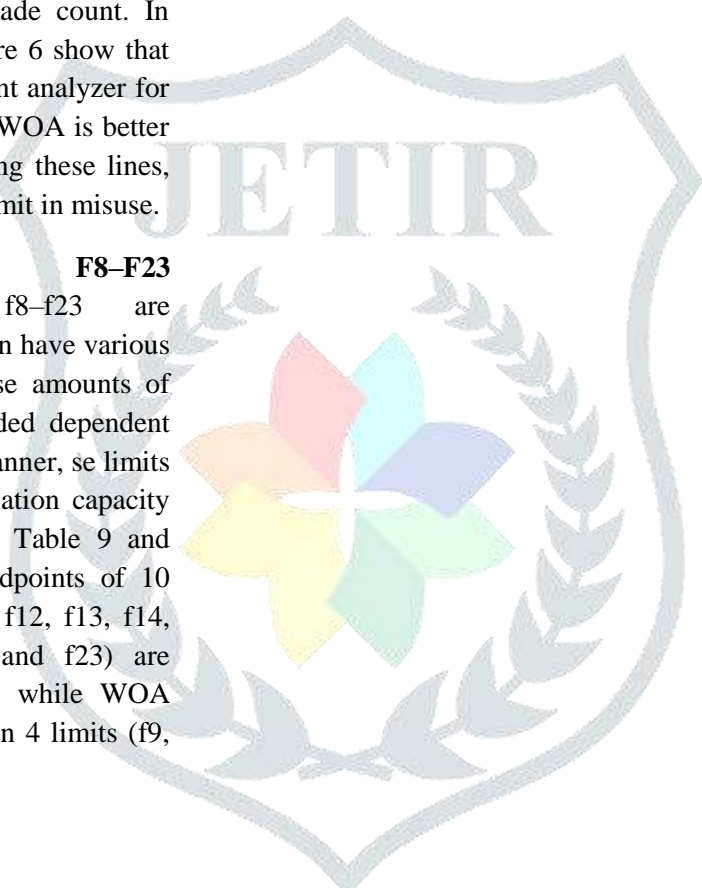 ade count. In
re 6 show that
nt analyzer for
WOA is better
ng these lines,
mit in misuse.
F8–F23
f8–f23 are
n have various
se amounts of
ded dependent
anner, se limits
ation capacity
Table 9 and
dpoints of 10
f12, f13, f14,
and f23) are
while WOA
n 4 limits (f9,
JETIR